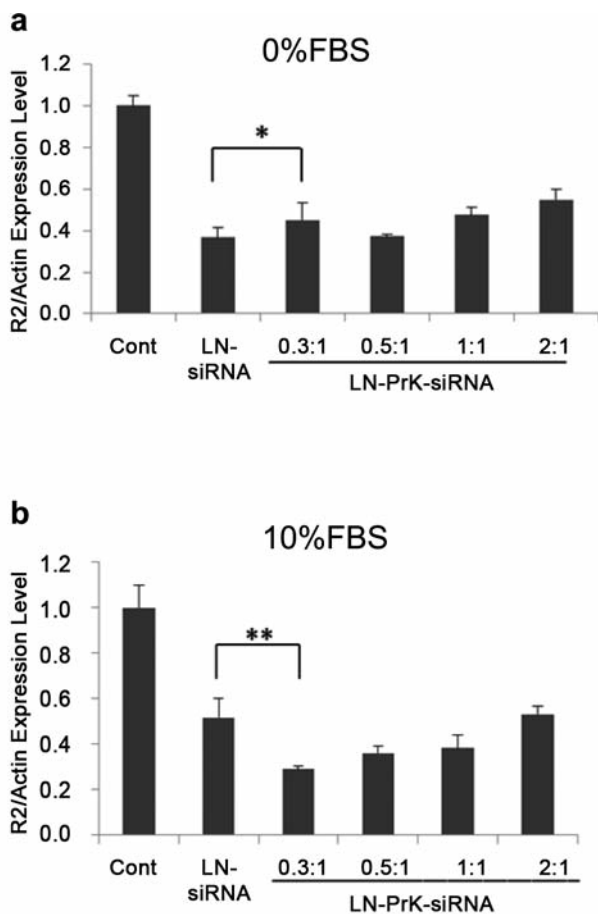 a
0%FBS
R2/Actin Expression Level
1.2
1.0
0.8
0.6
0.4
0.2
0.0
*
Cont LN- 0.3:1 0.5:1 1:1 2:1
siRNA
LN-PrK-siRNA
b
10%FBS
R2/Actin Expression Level
1.2
1.0
0.8
0.6
0.4
0.2
0.0
**
Cont LN- 0.3:1 0.5:1 1:1 2:1
siRNA
LN-PrK-siRNA